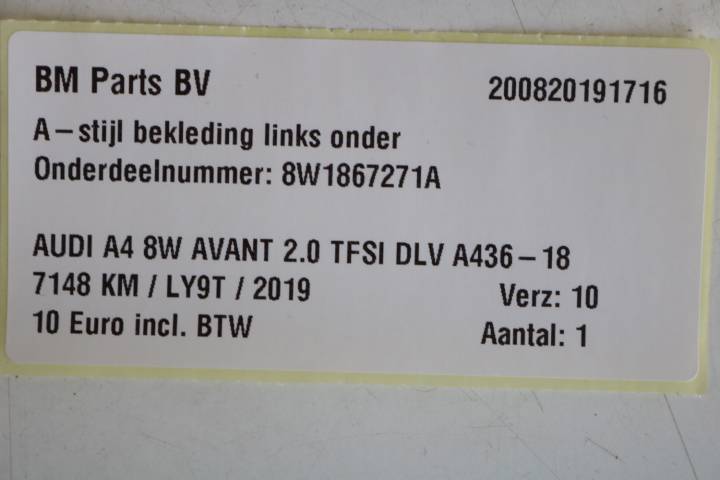 BM Parts BV 200820191716
A-stijl bekleding links onder
Onderdeelnummer: 8W1867271A
AUDI A4 8W AVANT 2.0 TFSI DLV A436-18
7148 KM / LY9T / 2019 Verz: 10
10 Euro incl. BTW Aantal: 1